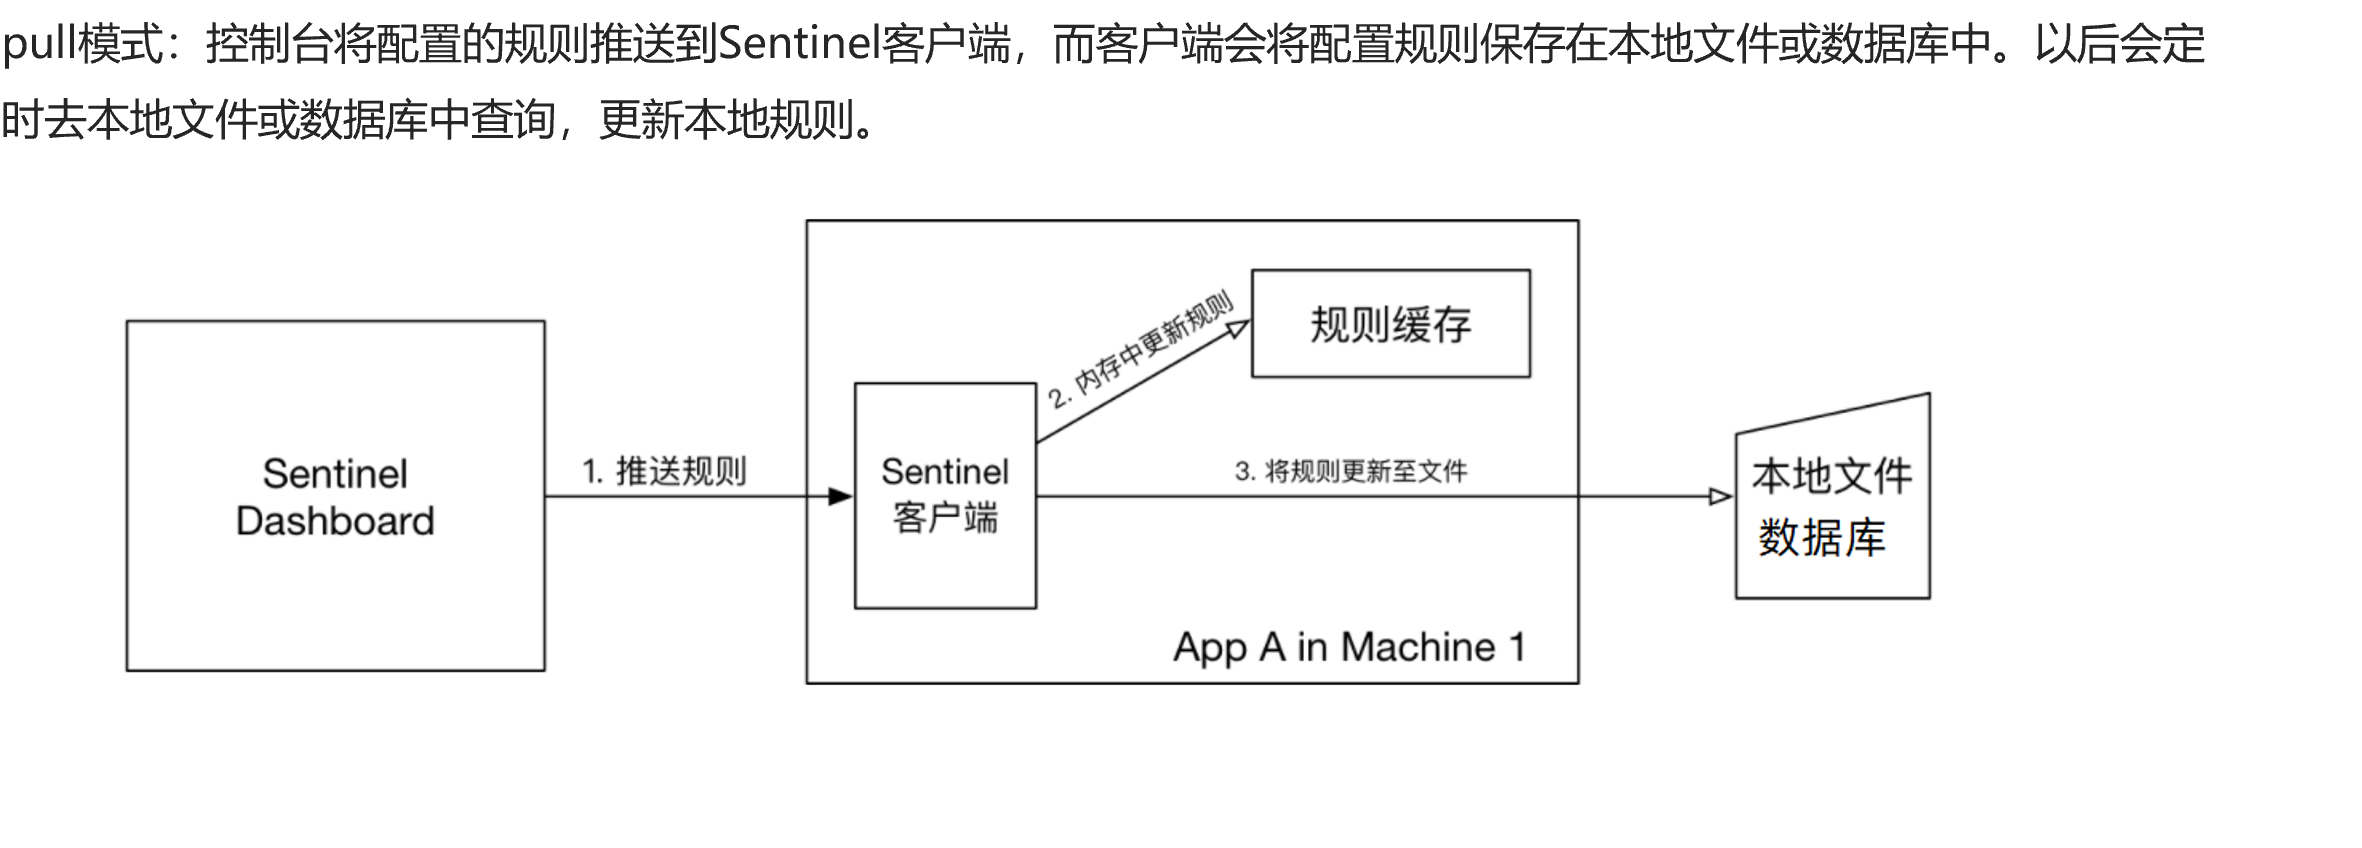 pull模式：控制台将配置的规则推送到Sentinel客户端，而客户端会将配置规则保存在本地文件或数据库中。以后会定
时去本地文件或数据库中查询，更新本地规则。
Sentinel
Dashboard
1. 推送规则
Sentinel
客户端
2. 内存中更新规则
规则缓存
3. 将规则更新至文件
App A in Machine 1
本地文件
数据库